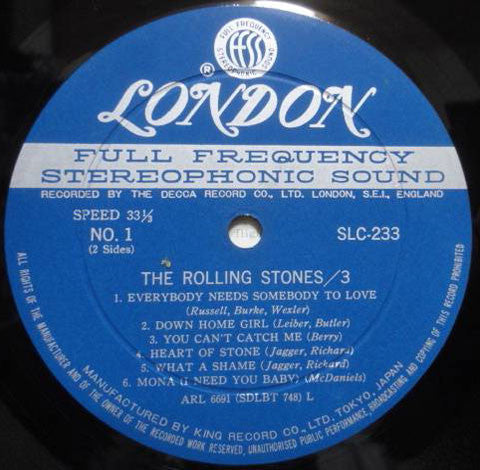 FULL FREQUENCY
ffss
STEREOPHONIC SOUND
®
LONDON
FULL FREQUENCY
STEREOPHONIC SOUND
RECORDED BY THE DECCA RECORD CO., LTD. LONDON, S.E.I., ENGLAND
SPEED 33⅓
NO. 1
(2 Sides)
SLC-233
THE ROLLING STONES/3
1. EVERYBODY NEEDS SOMEBODY TO LOVE
(Russell, Burke, Wexler)
2. DOWN HOME GIRL (Leiber, Butler)
3. YOU CAN'T CATCH ME (Berry)
4. HEART OF STONE (Jagger, Richard)
5. WHAT A SHAME (Jagger, Richard)
6. MONA (I NEED YOU BABY) (McDaniels)
ARL 6691 (SDLBT 748) L
MANUFACTURED BY KING RECORD CO., LTD. TOKYO, JAPAN
ALL RIGHTS OF THE MANUFACTURER AND OF THE OWNER OF THE RECORDED WORK RESERVED. UNAUTHORISED PUBLIC PERFORMANCE, BROADCASTING AND COPYING OF THIS RECORD PROHIBITED